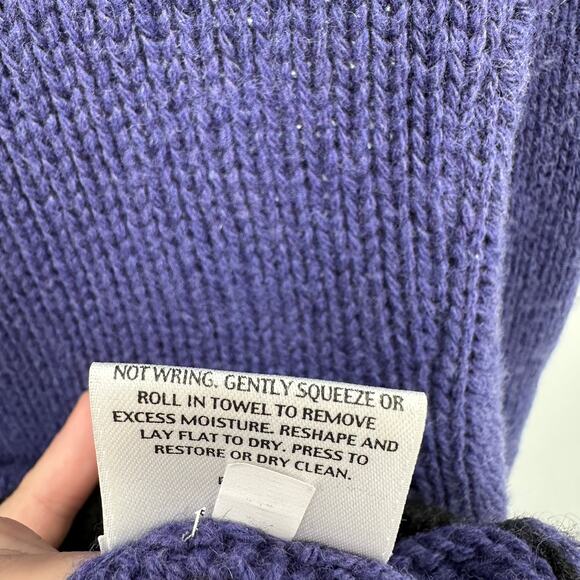 NOT WRING. GENTLY SQUEEZE OR
ROLL IN TOWEL TO REMOVE
EXCESS MOISTURE. RESHAPE AND
LAY FLAT TO DRY. PRESS TO
RESTORE OR DRY CLEAN.